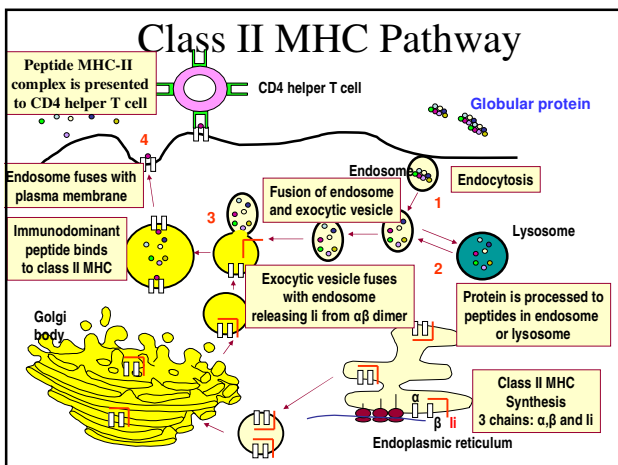 Class II MHC Pathway
Peptide MHC-II
complex is presented
to CD4 helper T cell
CD4 helper T cell
Globular protein
4
Endosome
Endocytosis
1
Endosome fuses with
plasma membrane
Fusion of endosome
and exocytic vesicle
3
Lysosome
2
Immunodominant
peptide binds
to class II MHC
Exocytic vesicle fuses
with endosome
releasing Ii from αβ dimer
Protein is processed to
peptides in endosome
or lysosome
Golgi
body
Class II MHC
Synthesis
3 chains: α,β and Ii
α
β
Ii
Endoplasmic reticulum